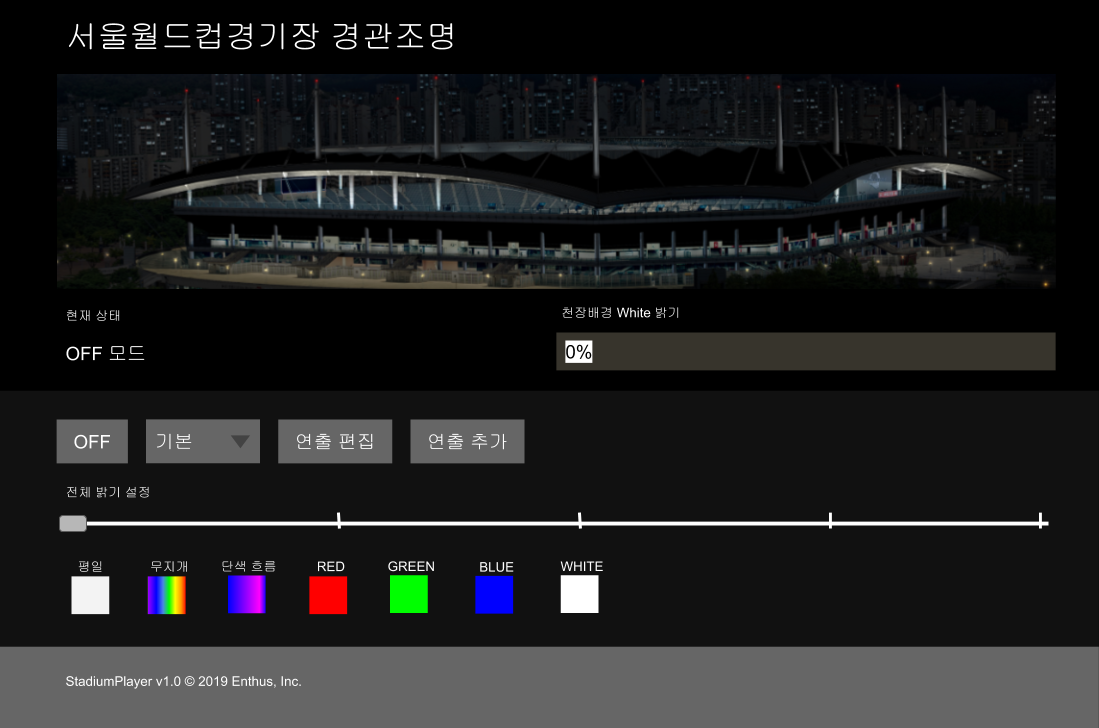 서울월드컵경기장 경관조명
현재 상태
천장배경 White 밝기
OFF 모드
0%
OFF
기본
연출 편집
연출 추가
전체 밝기 설정
평일
무지개
단색 흐름
RED
GREEN
BLUE
WHITE
StadiumPlayer v1.0 © 2019 Enthus, Inc.